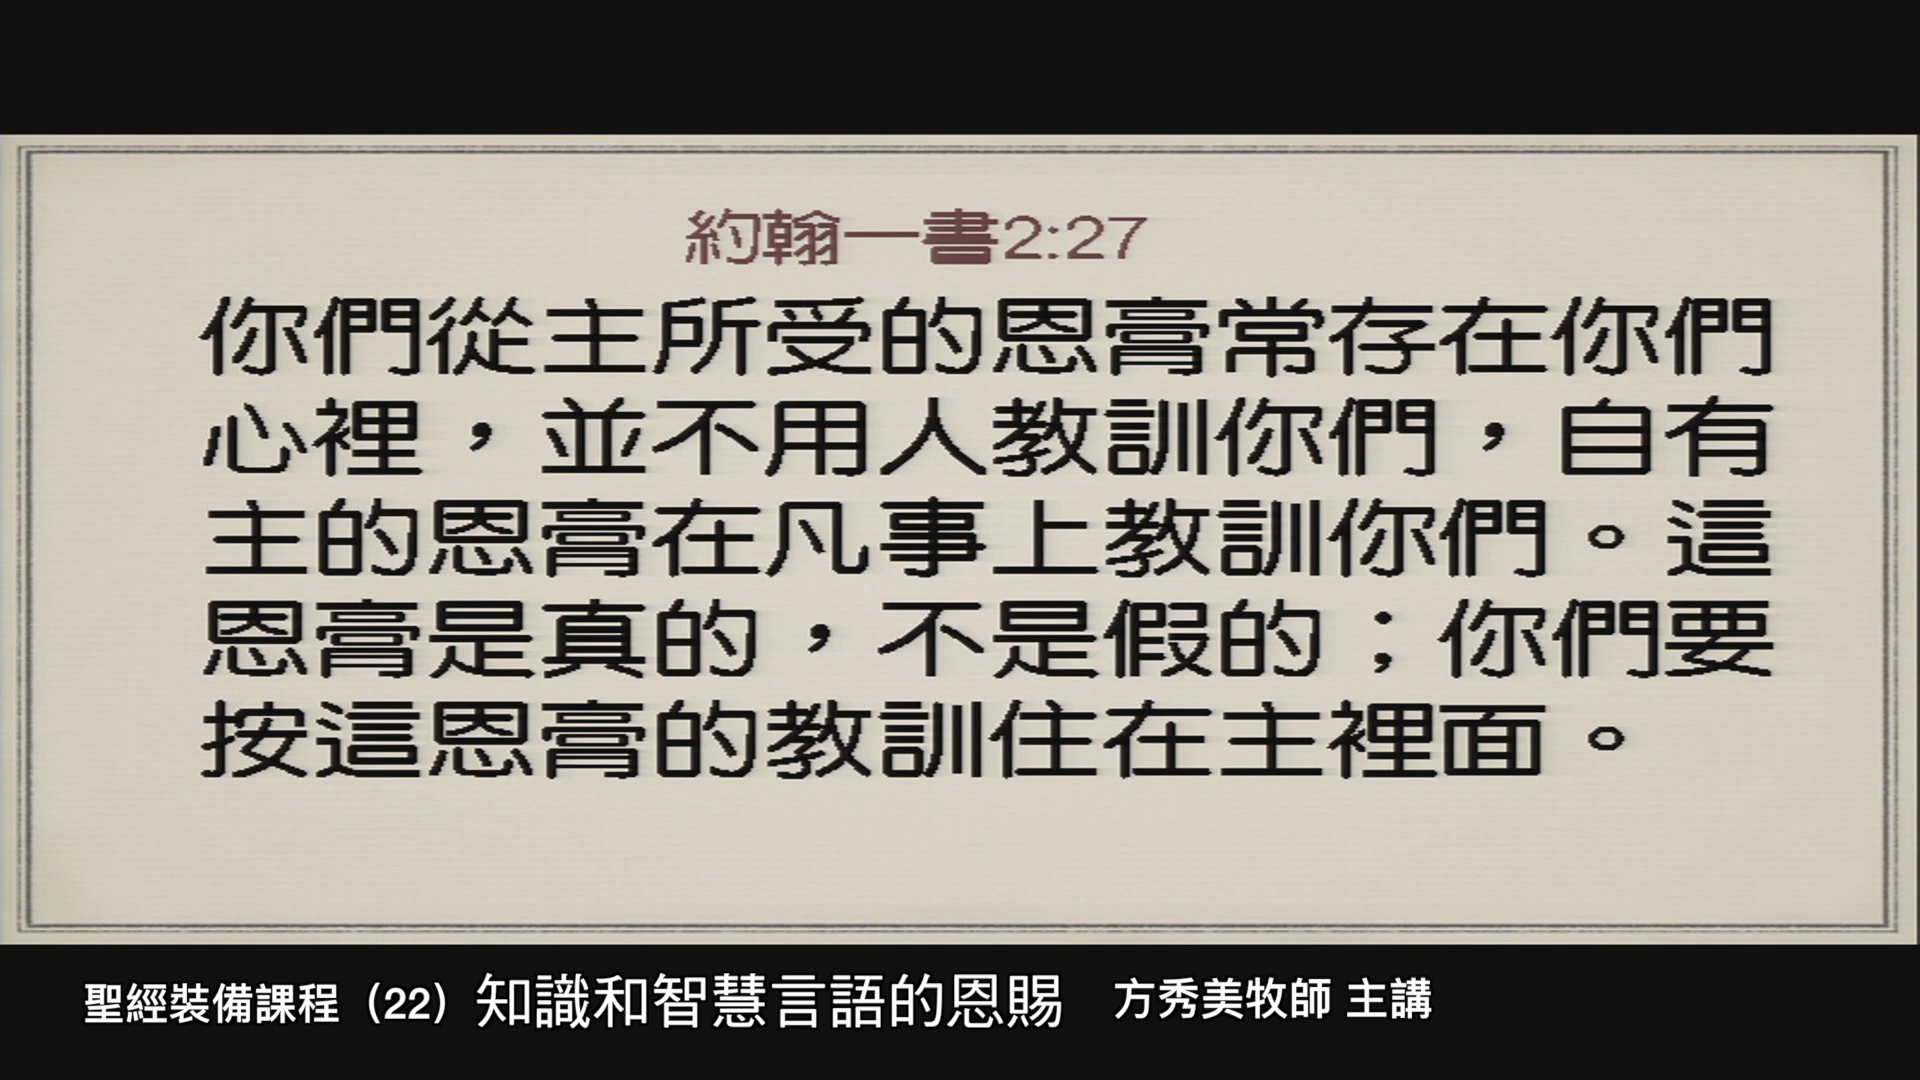 約翰一書2:27
你們從主所受的恩膏常存在你們
心裡，並不用人教訓你們，自有
主的恩膏在凡事上教訓你們。這
恩膏是真的，不是假的；你們要
按這恩膏的教訓住在主裡面。
聖經裝備課程（22）知識和智慧言語的恩賜 方秀美牧師 主講